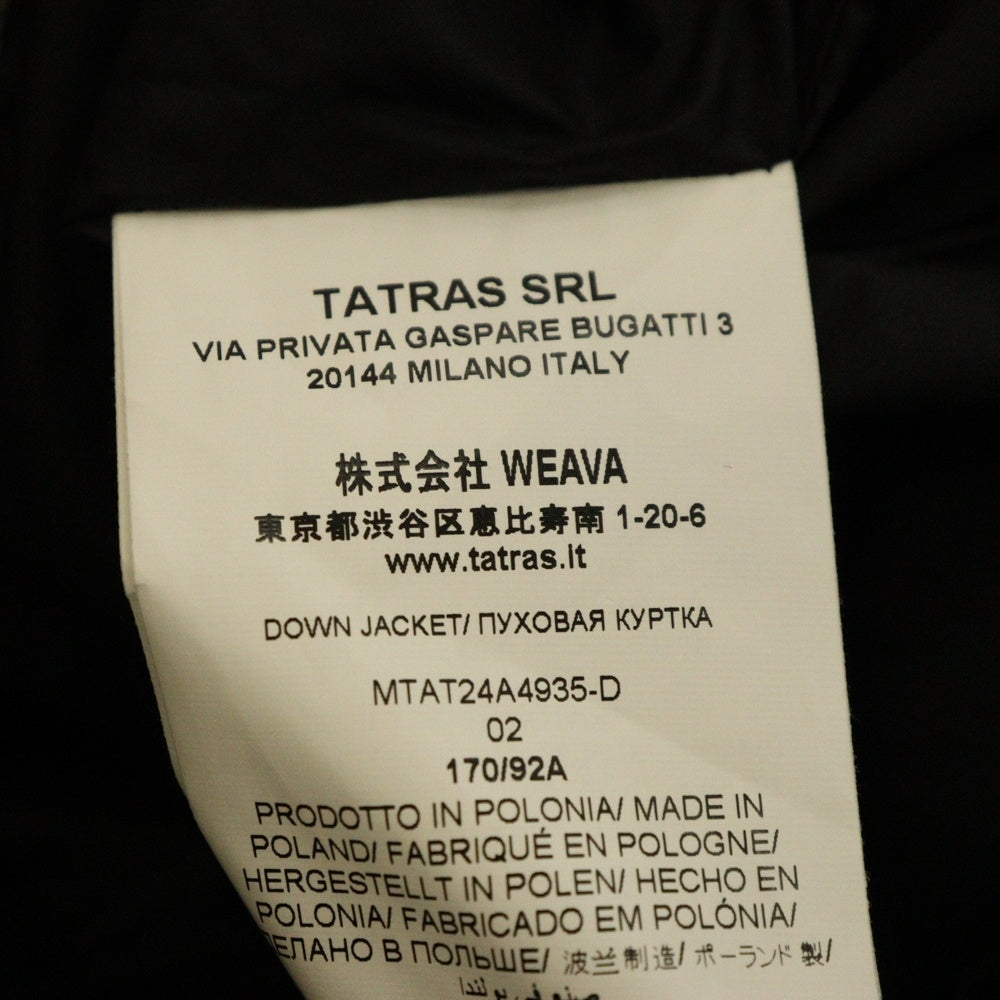 TATRAS SRL
VIA PRIVATA GASPARE BUGATTI 3
20144 MILANO ITALY
株式会社 WEAVA
東京都渋谷区恵比寿南 1-20-6
www.tatras.it
DOWN JACKET/ ПУХОВАЯ КУРТКА
MTAT24A4935-D
02
170/92A
PRODOTTO IN POLONIA/ MADE IN
POLAND/ FABRIQUÉ EN POLOGNE/
HERGESTELLT IN POLEN/ HECHO EN
POLONIA/ FABRICADO EM POLÓNIA/
ЕЛАНО В ПОЛЬШЕ/ 波兰制造/ ポーランド製/